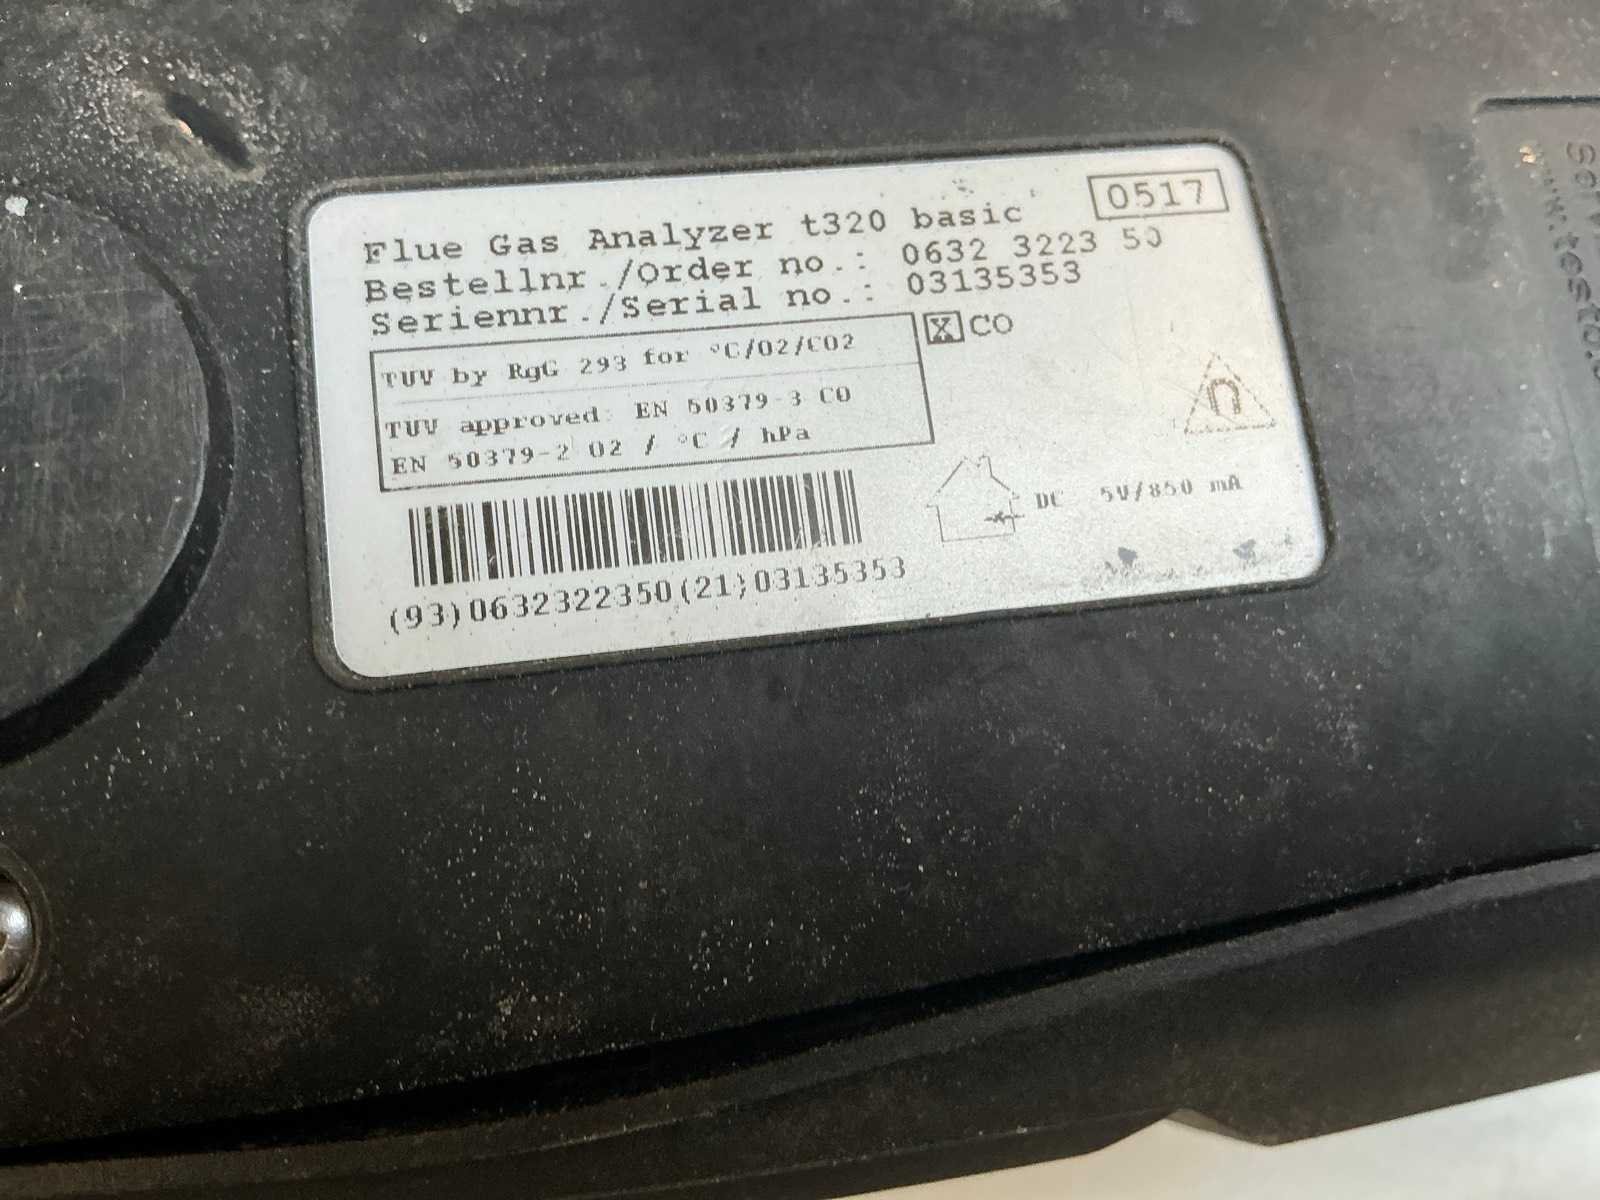 Flue Gas Analyzer t320 basic
0517
Bestellnr./Order no.: 0632 3223 50
Seriennr./Serial no.: 03135353
X CO
TUV by RgG 293 for °C/O2/CO2
TUV approved: EN 50379-3 CO
EN 50379-2 O2 / °C / hPa
DC 5V/850 mA
(93)0632322350(21)03135353
www.testo.